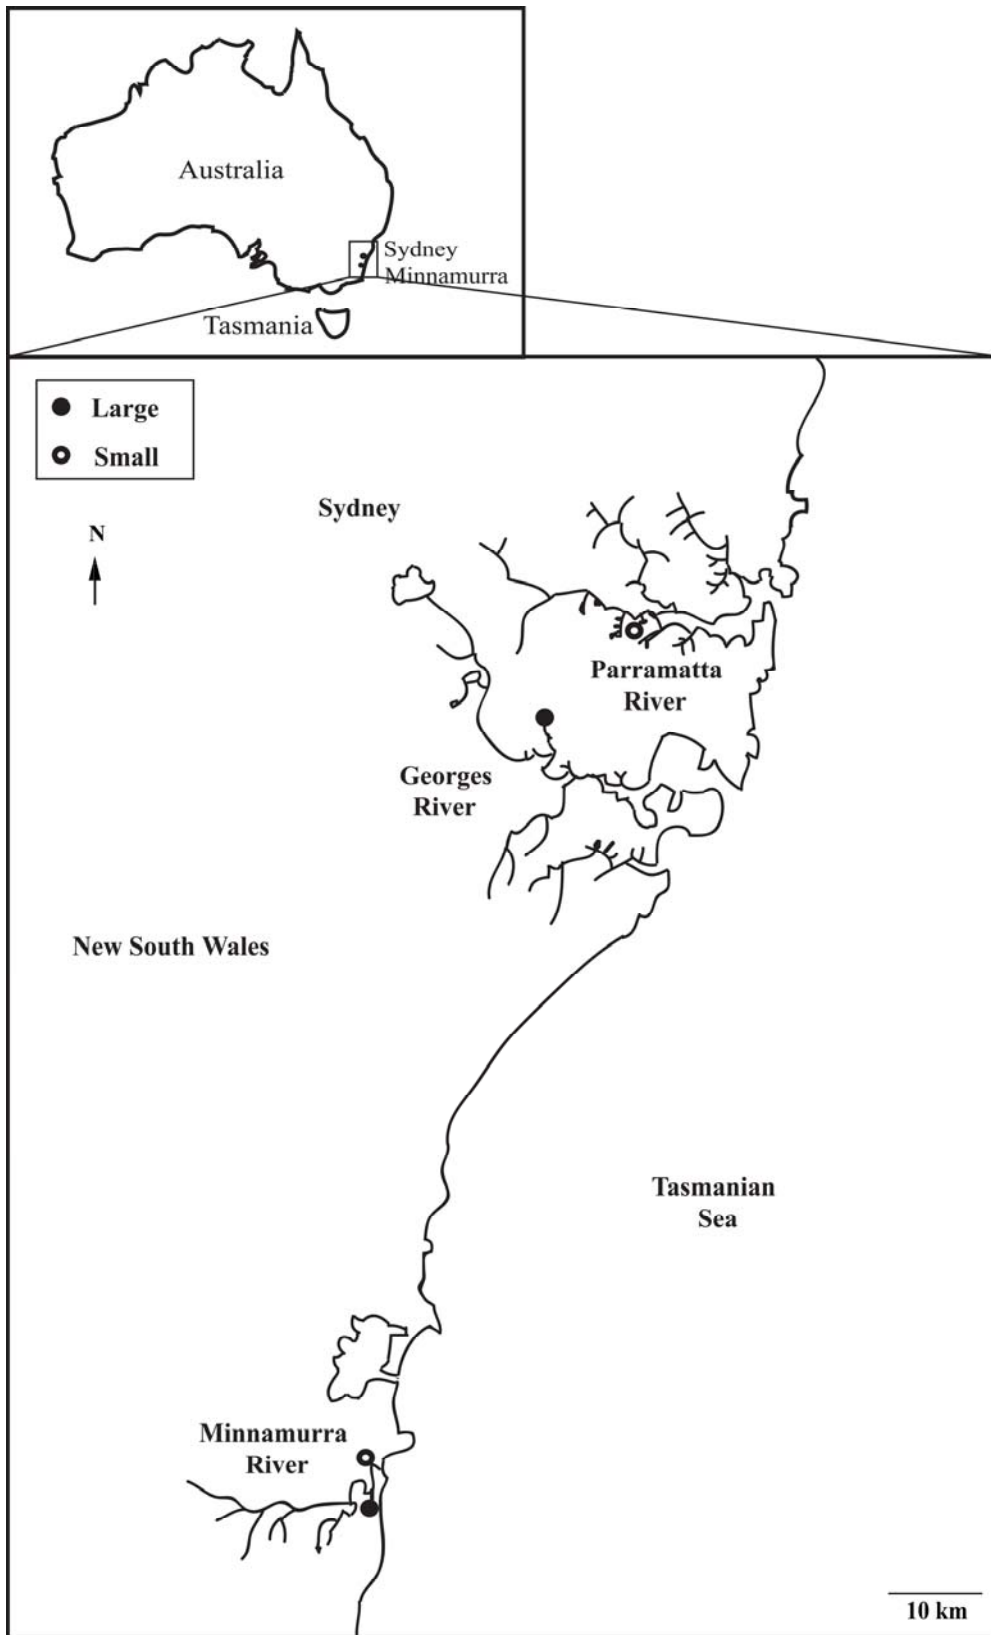 Australia
Sydney
Minnamurra
Tasmania
Large
Small
Sydney
N
Parramatta
River
Georges
River
New South Wales
Tasmanian
Sea
Minnamurra
River
10 km